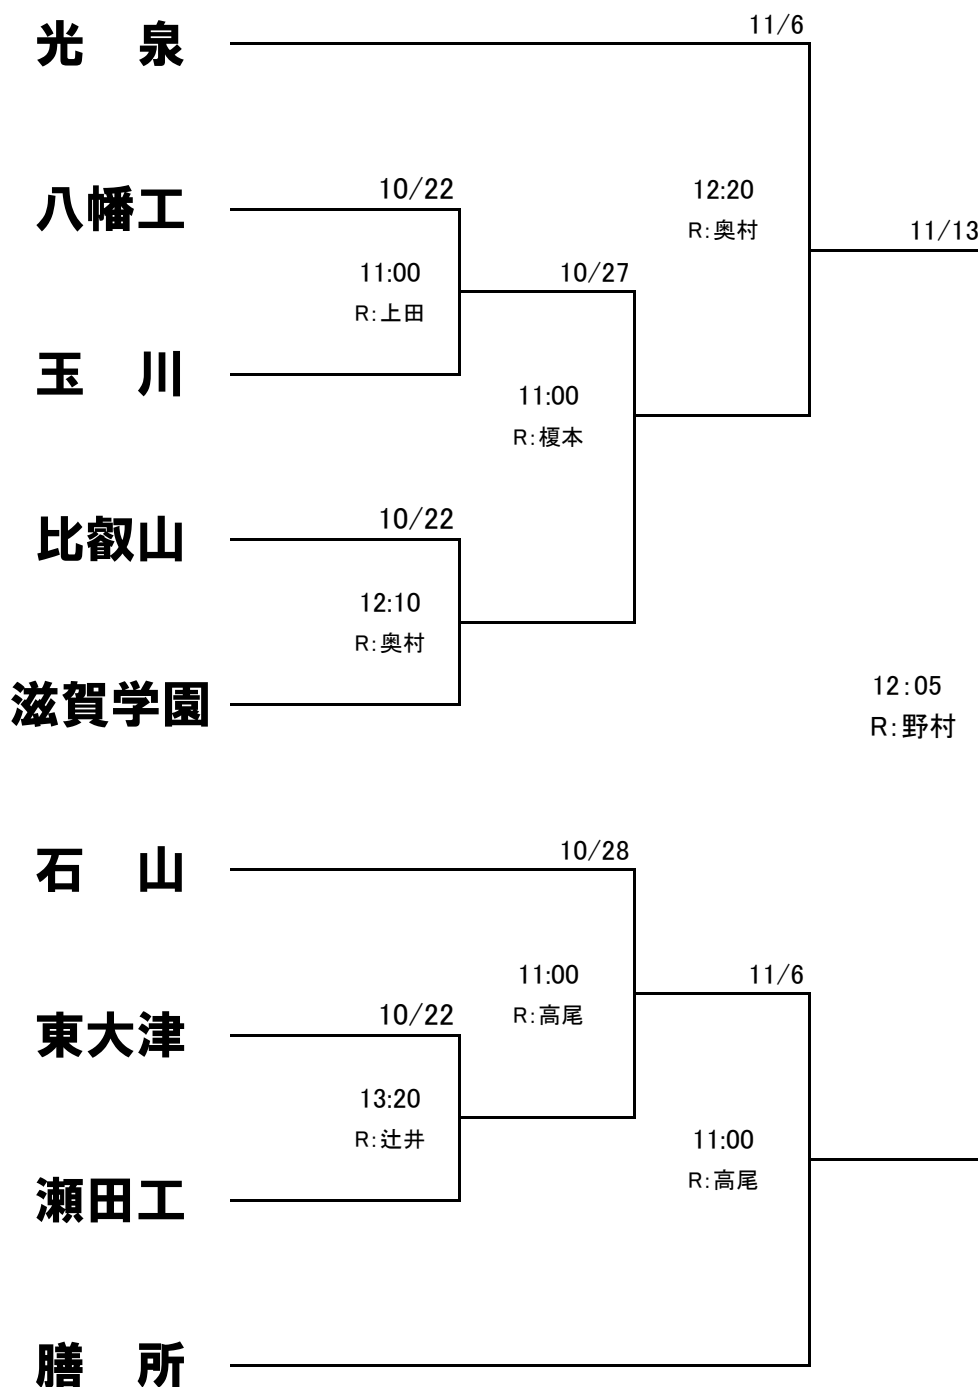 11/6
光　泉
10/22
八幡工
12:20
R:奥村
11/13
11:00
R:上田
10/27
玉　川
11:00
R:榎本
10/22
比叡山
12:10
R:奥村
滋賀学園
12:05
R:野村
10/28
石　山
11:00
R:高尾
11/6
10/22
東大津
13:20
R:辻井
11:00
R:高尾
瀬田工
膳　所